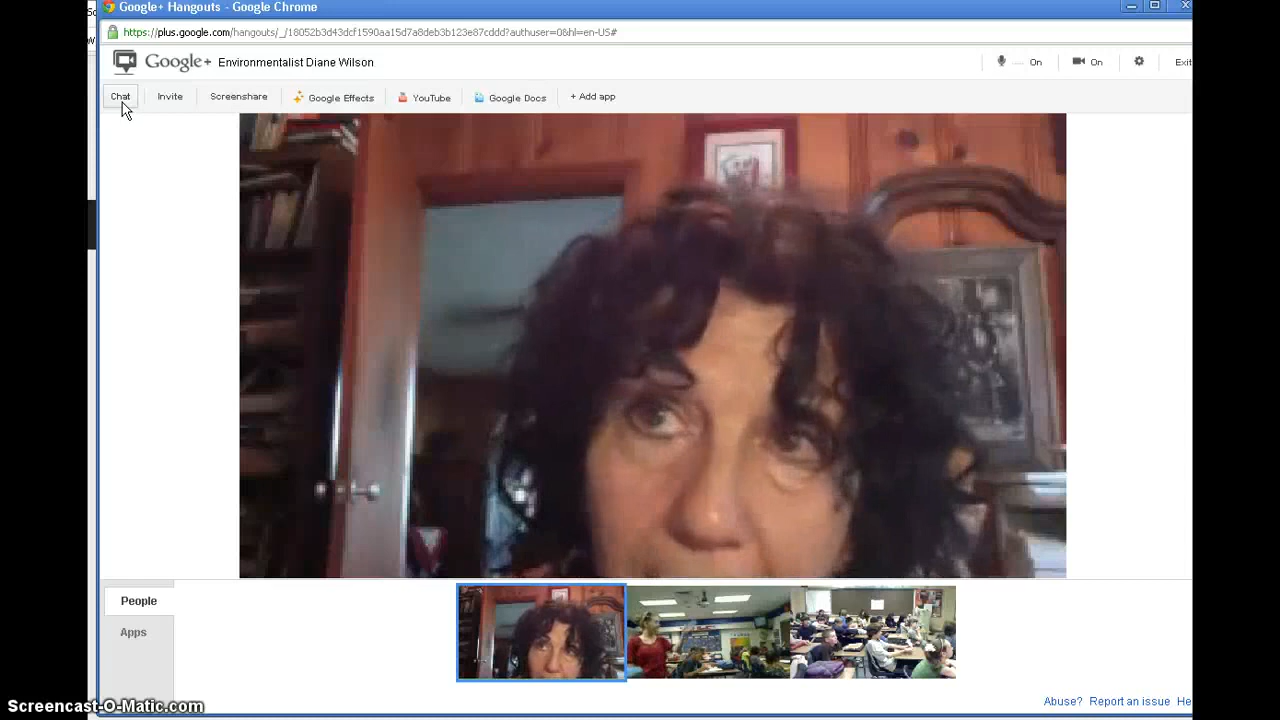 Google+ Hangouts - Google Chrome
https://plus.google.com/hangouts/_/18052b3d43dcf1590aa15d7a8deb3b123e87cddd?authuser=0&hl=en-US#
Google+ Environmentalist Diane Wilson On On Exit
Chat Invite Screenshare Google Effects YouTube Google Docs + Add app
People
Apps
Abuse? Report an issue He
Screencast-O-Matic.com